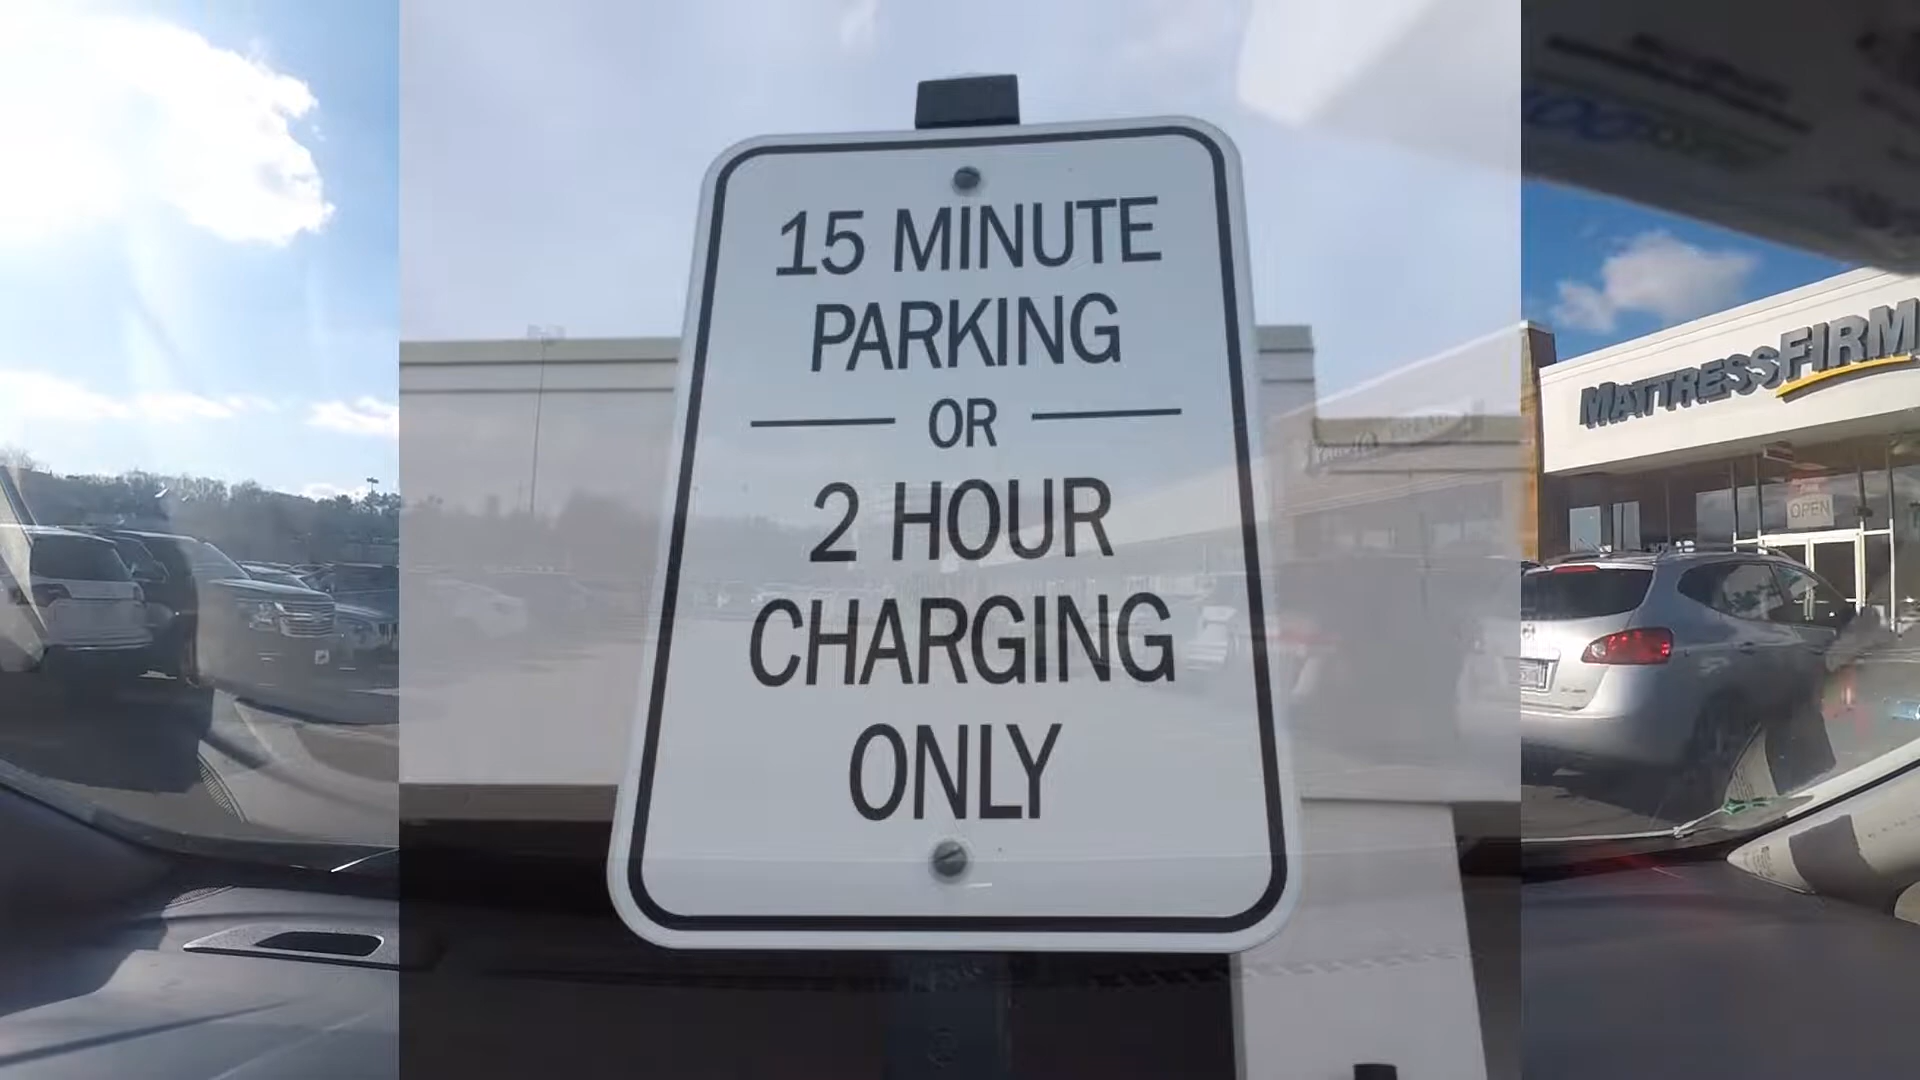 15 MINUTE
PARKING
OR
2 HOUR
CHARGING
ONLY
MATTRESSFIRM
OPEN